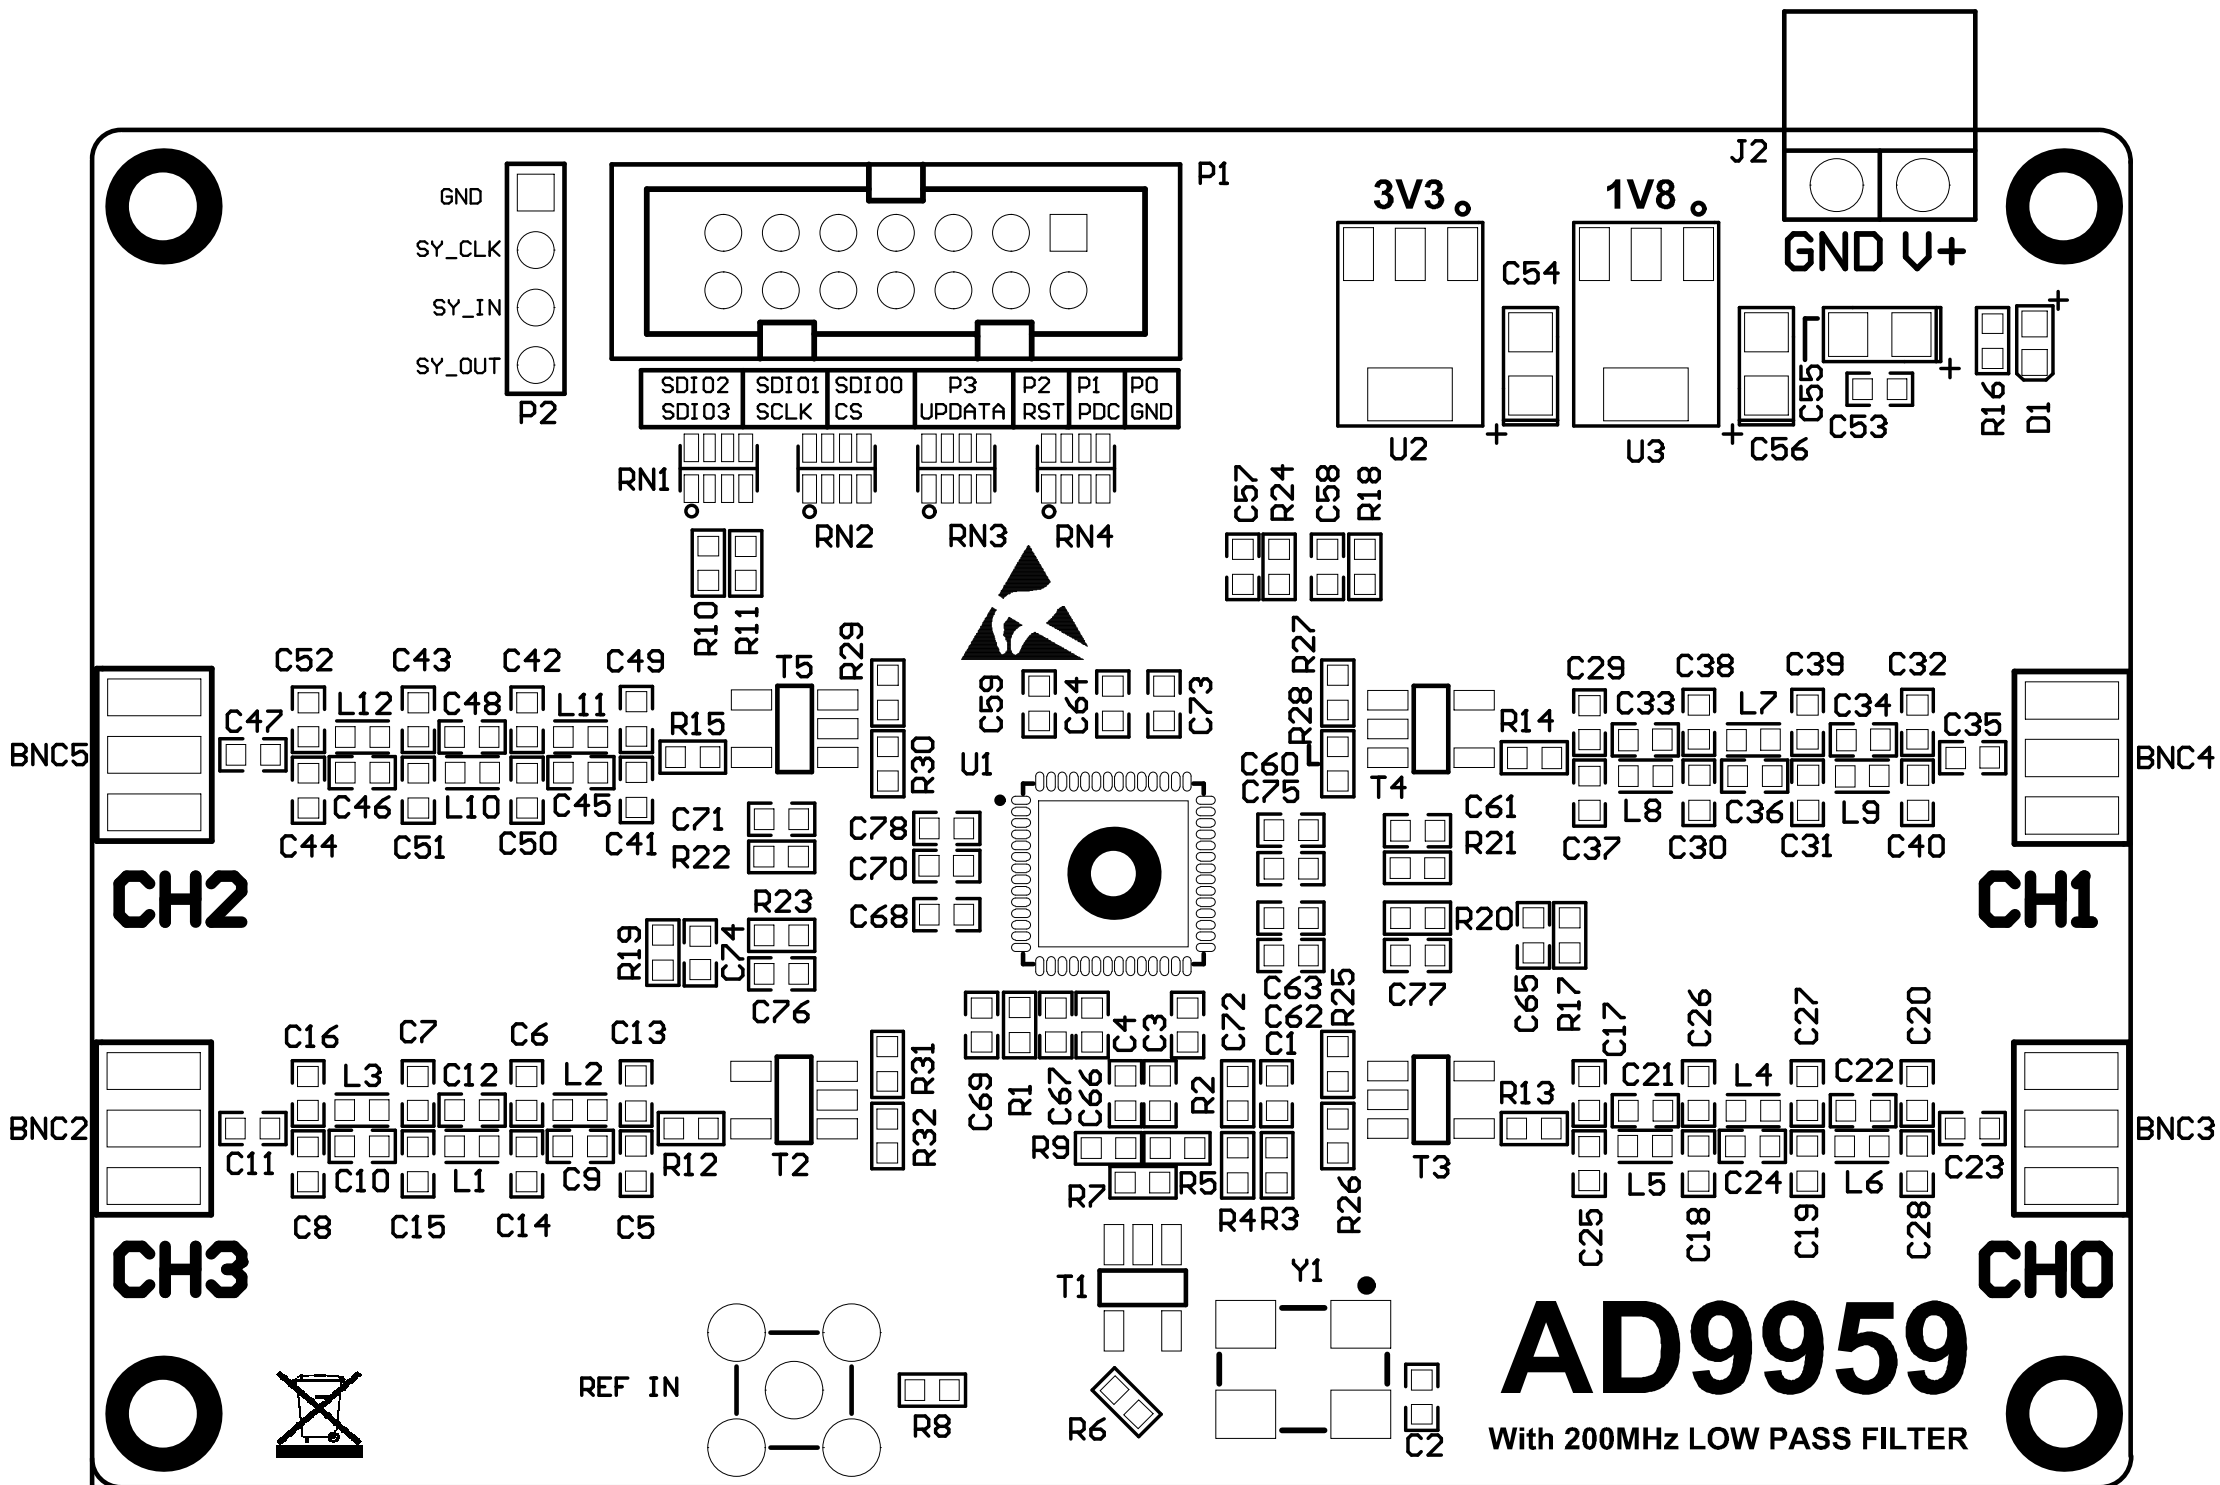 J2
P1
3V3
1V8
GND V+
GND
SY_CLK
SY_IN
SY_OUT
P2
SDIO2 SDIO1 SDIO0 P3 P2 P1 P0
SDIO3 SCLK CS UPDATA RST PDC GND
C54
U2
U3
+
+
+
+
C56
C55
C53
R16
D1
RN1
RN2
RN3
RN4
C57
R24
C58
R18
R10
R11
C52
C43
C42
C49
T5
R29
L12
C48
L11
C47
R15
R30
BNC5
C46
L10
C45
C44
C51
C50
C41
C59
C64
C73
U1
R27
R28
C60
C75
T4
R14
C29
C38
C39
C32
C33
L7
C34
C35
BNC4
L8
C36
L9
C37
C30
C31
C40
C61
R21
C71
R22
C78
C70
C68
R23
R19
C74
C76
R20
C77
C65
R17
CH2
CH1
C63
C62
C1
R25
C16
C7
C6
C13
L3
C12
L2
BNC2
C11
C10
L1
C9
R12
T2
R31
R32
C8
C15
C14
C5
C69
R1
C67
C66
C4
C3
C72
R2
R9
R7
R5
R4
R3
R26
R13
T3
C17
C26
C27
C20
C21
L4
C22
BNC3
C23
L5
C24
L6
C25
C18
C19
C28
CH3
CH0
T1
Y1
REF IN
R8
R6
C2
AD9959
With 200MHz LOW PASS FILTER